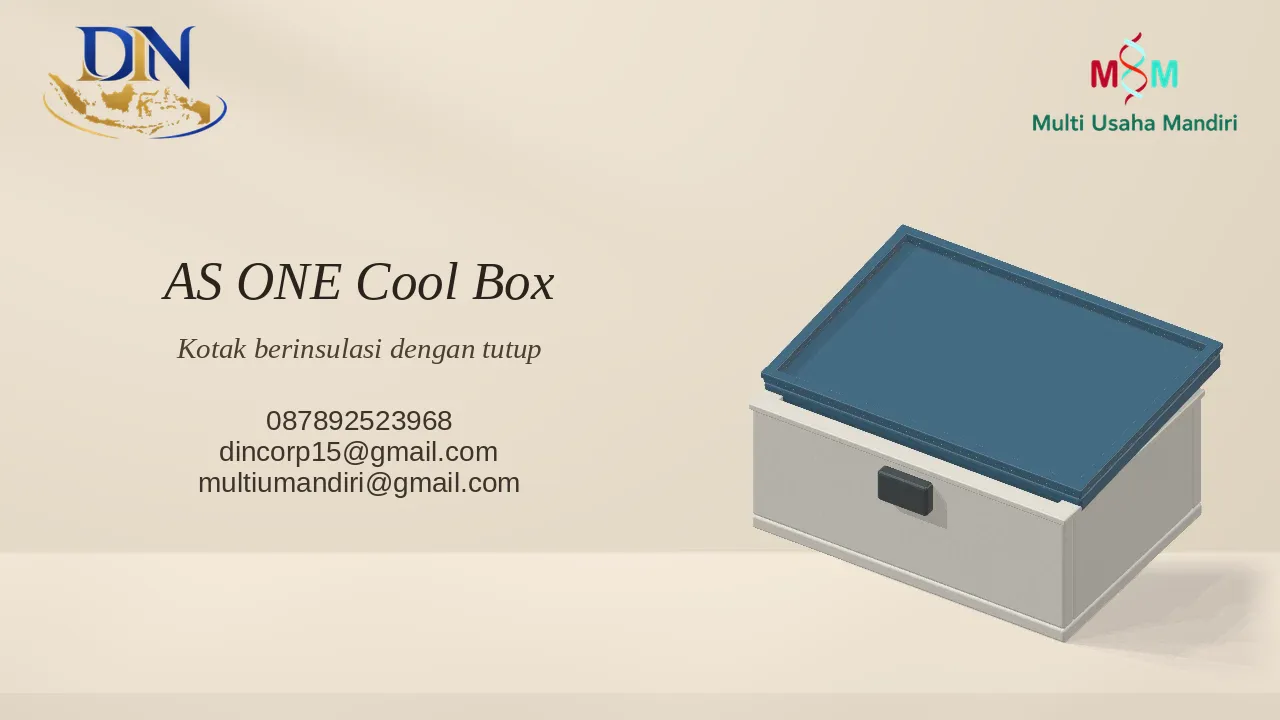 DIN
MSM
Multi Usaha Mandiri
AS ONE Cool Box
Kotak berinsulasi dengan tutup
087892523968
dincorp15@gmail.com
multiumandiri@gmail.com